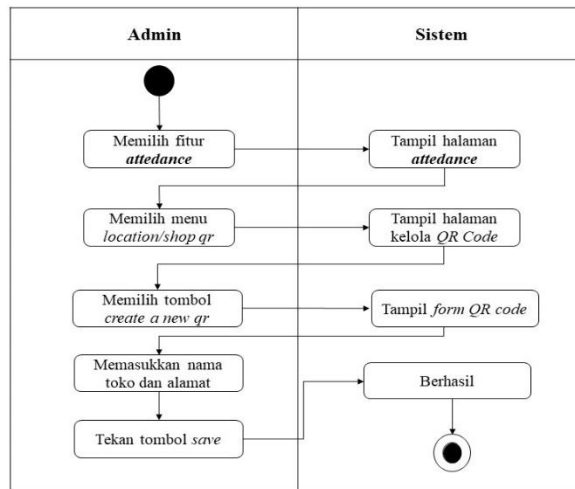 Admin
Sistem
Memilih fitur
attedance
Tampil halaman
attedance
Memilih menu
location/shop qr
Tampil halaman
kelola QR Code
Memilih tombol
create a new qr
Tampil form QR code
Memasukkan nama
toko dan alamat
Berhasil
Tekan tombol save